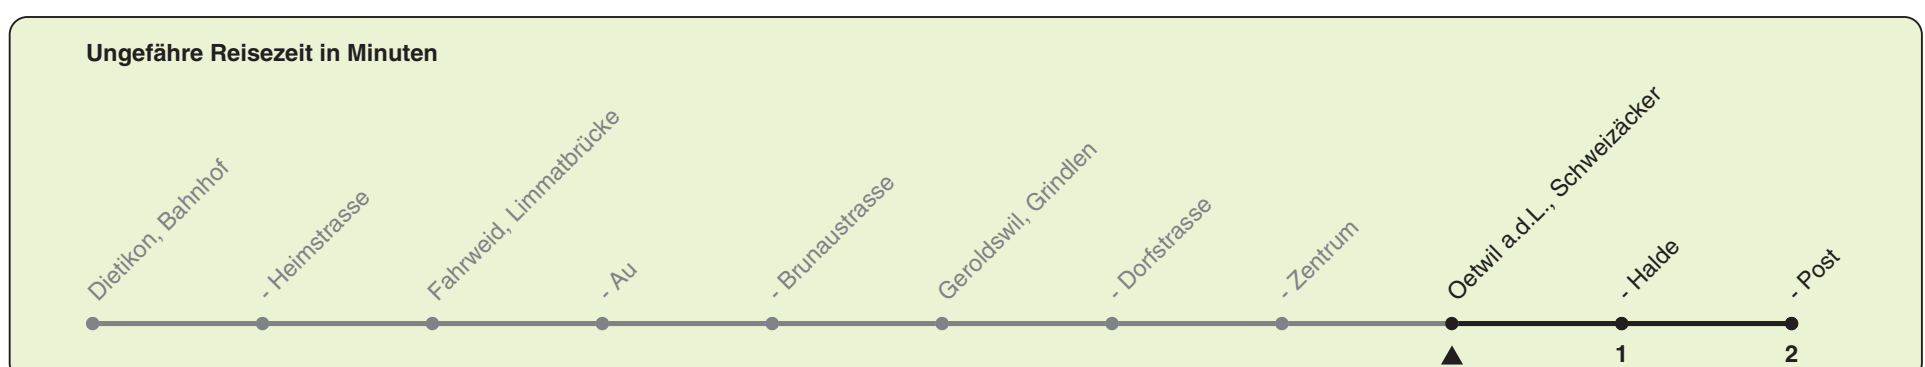 Ungefähre Reisezeit in Minuten
Dietikon, Bahnhof
- Heimstrasse
Fahrweid, Limmatbrücke
- Au
- Brunaustrasse
Geroldswil, Grindlen
- Dorfstrasse
- Zentrum
Oetwil a.d.L., Schweizäcker
- Halde
- Post
1
2